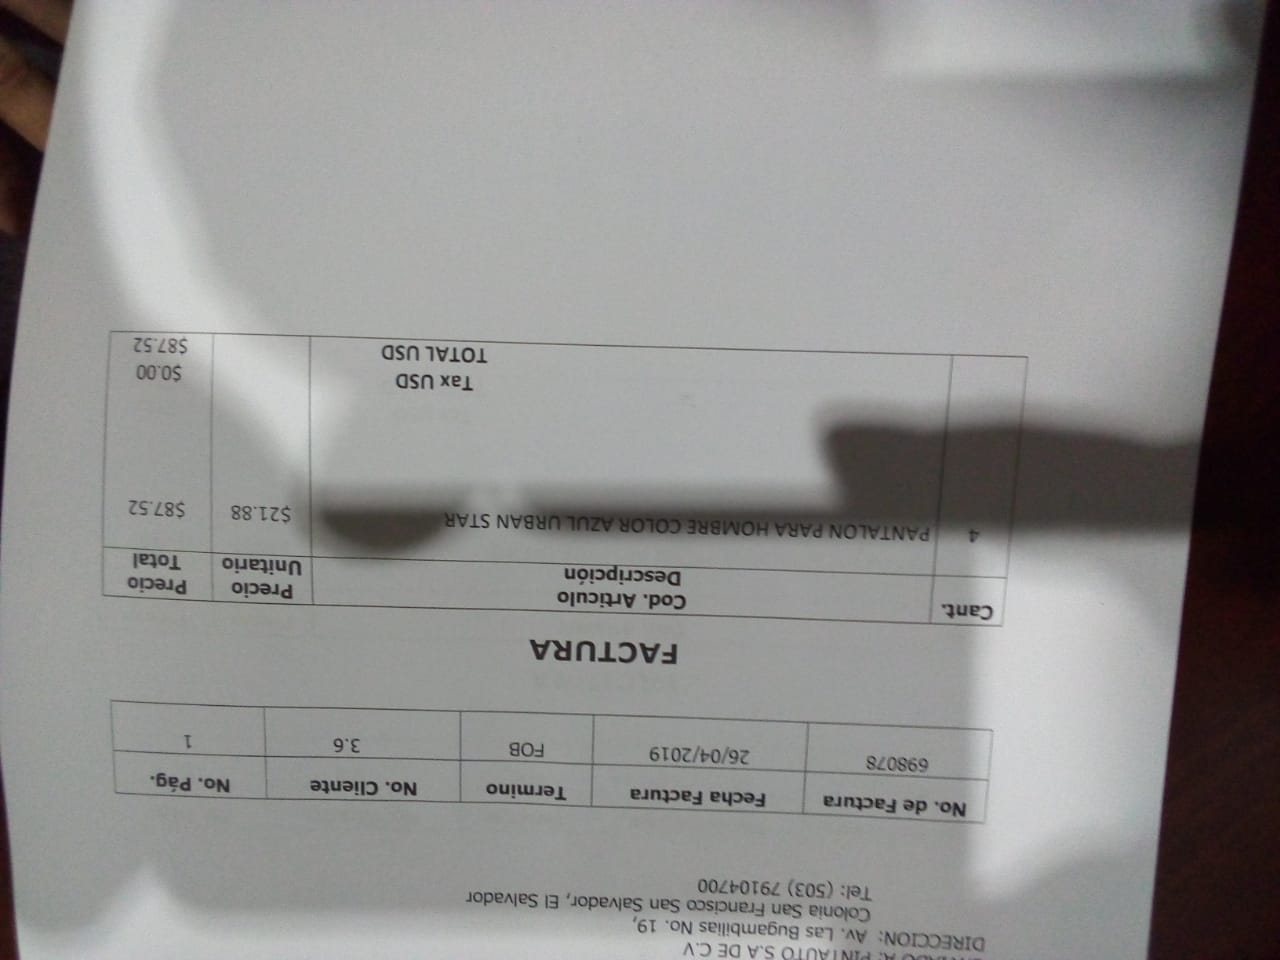 PINTAUTO S.A DE C.V
DIRECCION: Av. Las Bugambilias No. 19,
Colonia San Francisco San Salvador, El Salvador
Tel: (503) 79104700
No. de Factura Fecha Factura Termino No. Cliente No. Pág.
698078 26/04/2019 FOB 3.6 1
FACTURA
Cant. Cod. Articulo Precio Precio
Descripción Unitario Total
4 PANTALON PARA HOMBRE COLOR AZUL URBAN STAR $21.88 $87.52
Tax USD $0.00
TOTAL USD $87.52